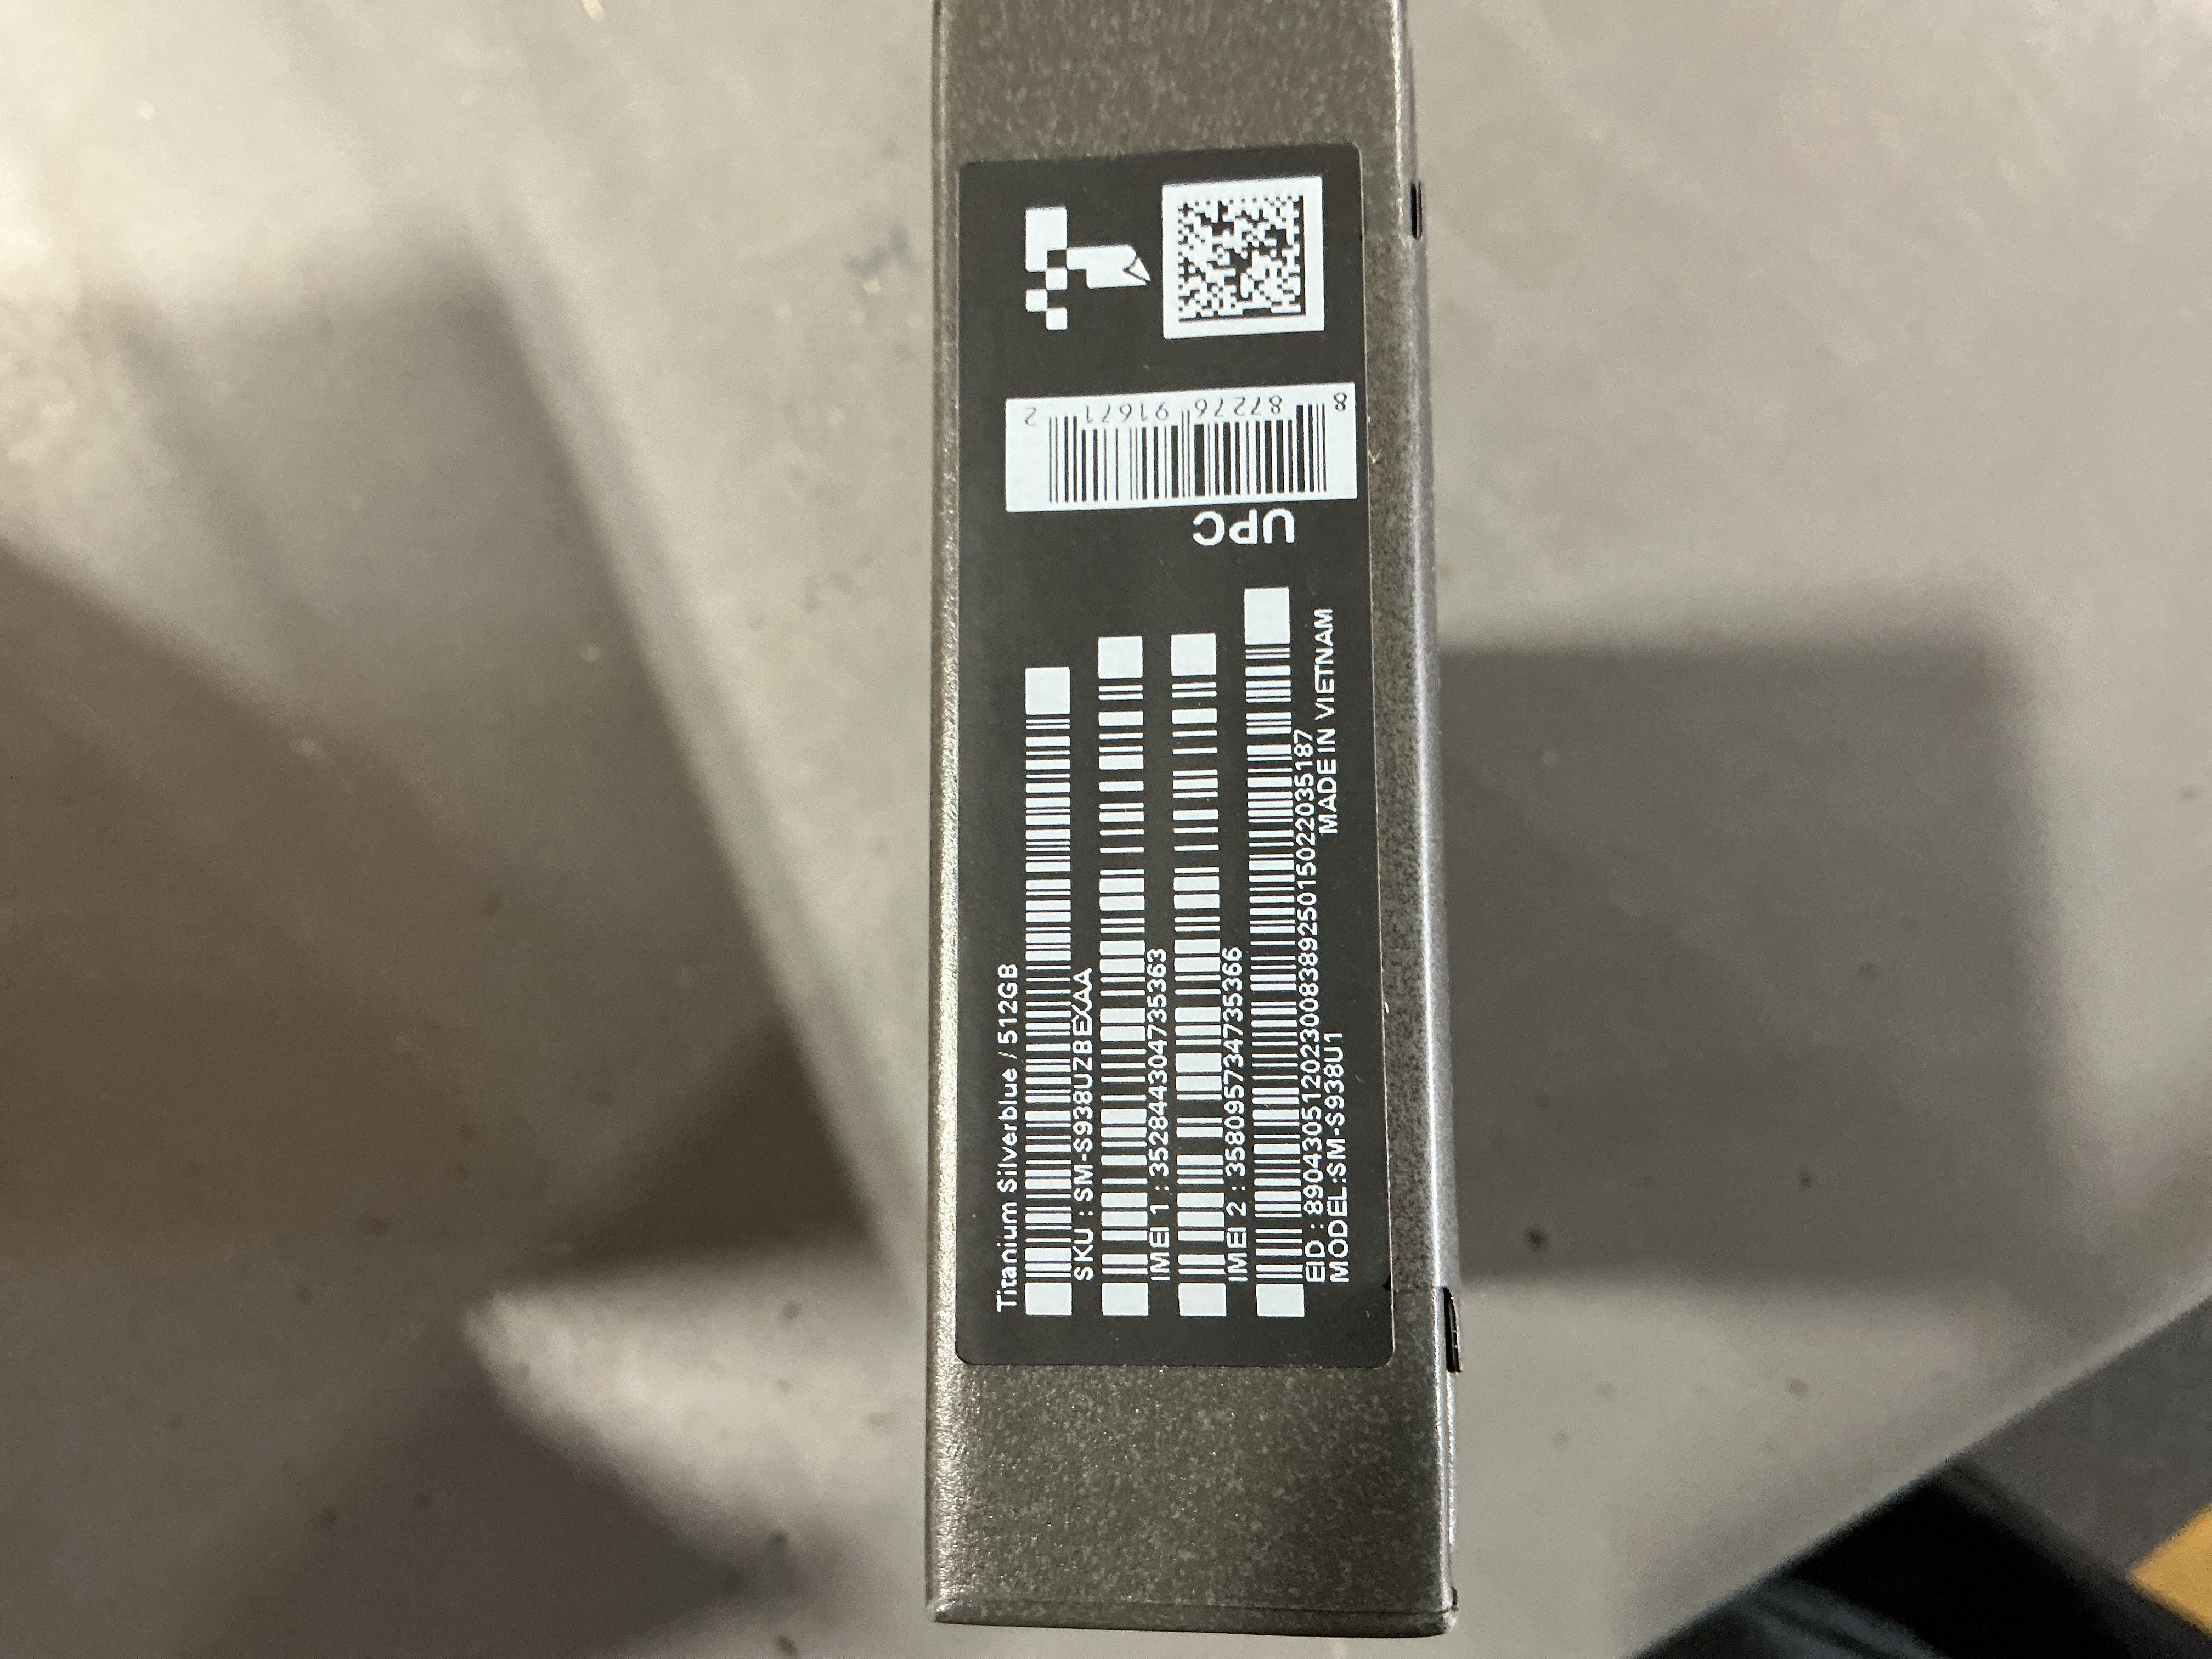 Titanium Silverblue / 512GB
SKU : SM-S938UZBEXAA
IMEI 1 : 352844304735363
IMEI 2 : 358095734735366
EID : 89043051202300838925015022035187
MODEL:SM-S938U1
MADE IN VIETNAM
UPC
8 87276 91671 2